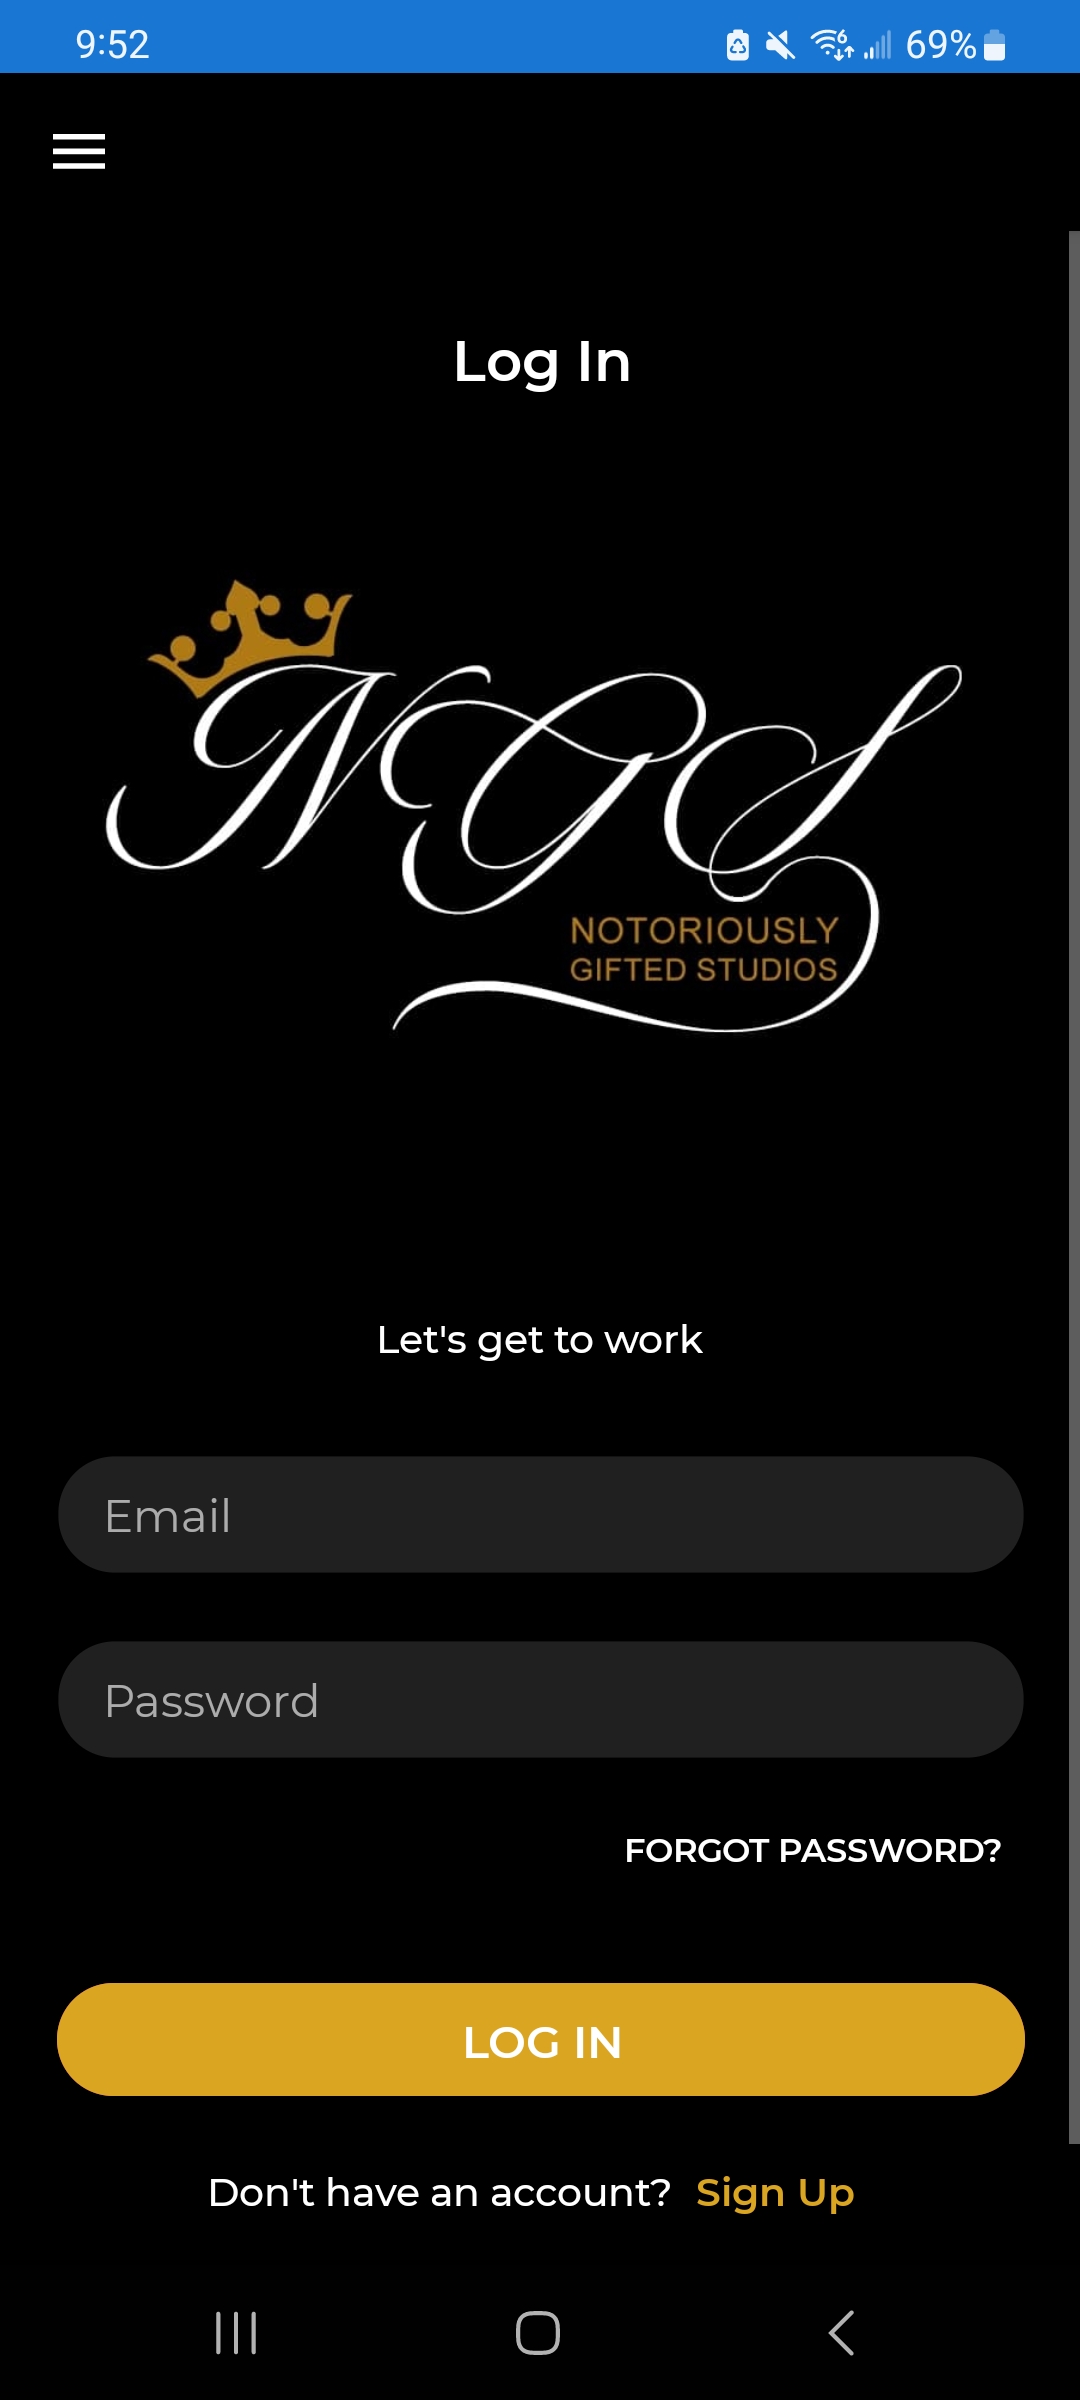 9:52
6
69%
Log In
NGS
NOTORIOUSLY
GIFTED STUDIOS
Let's get to work
Email
Password
FORGOT PASSWORD?
LOG IN
Don't have an account? Sign Up